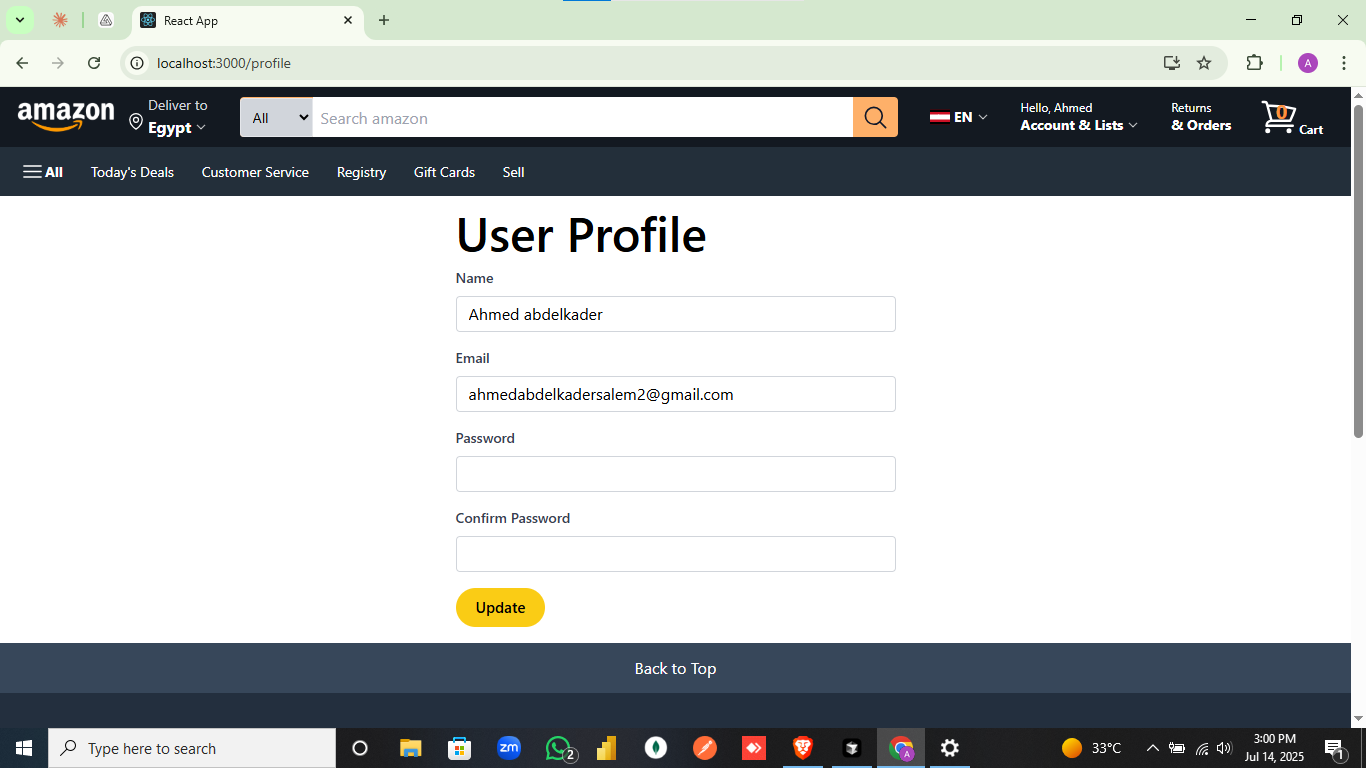 React App
localhost:3000/profile
A
amazon
Deliver to
Egypt
All
Search amazon
EN
Hello, Ahmed
Account & Lists
Returns
& Orders
0
Cart
All
Today's Deals
Customer Service
Registry
Gift Cards
Sell
User Profile
Name
Ahmed abdelkader
Email
ahmedabdelkadersalem2@gmail.com
Password
Confirm Password
Update
Back to Top
Type here to search
zm
2
A
33°C
3:00 PM
Jul 14, 2025
1